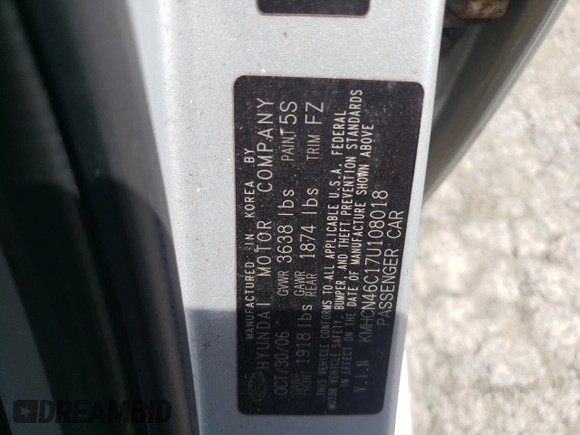 MANUFACTURED IN KOREA BY
HYUNDAI MOTOR COMPANY
OCT/30/06 GVWR 3638 lbs PAINT 5S
GAWR FRONT 1918 lbs GAWR REAR 1874 lbs TRIM FZ
THIS VEHICLE CONFORMS TO ALL APPLICABLE U.S.A. FEDERAL
MOTOR VEHICLE SAFETY, BUMPER, AND THEFT PREVENTION STANDARDS
IN EFFECT ON THE DATE OF MANUFACTURE SHOWN ABOVE
V.I.N KMHCN46C17U108018
PASSENGER CAR
DREAMBID